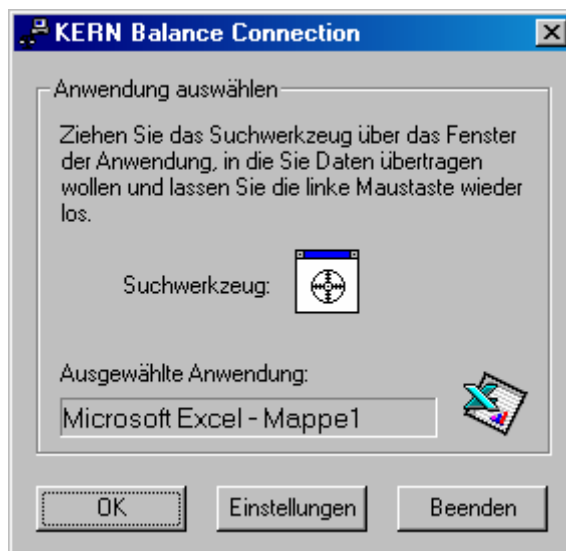 KERN Balance Connection
Anwendung auswählen
Ziehen Sie das Suchwerkzeug über das Fenster
der Anwendung, in die Sie Daten übertragen
wollen und lassen Sie die linke Maustaste wieder
los.
Suchwerkzeug:
Ausgewählte Anwendung:
Microsoft Excel - Mappe1
OK Einstellungen Beenden